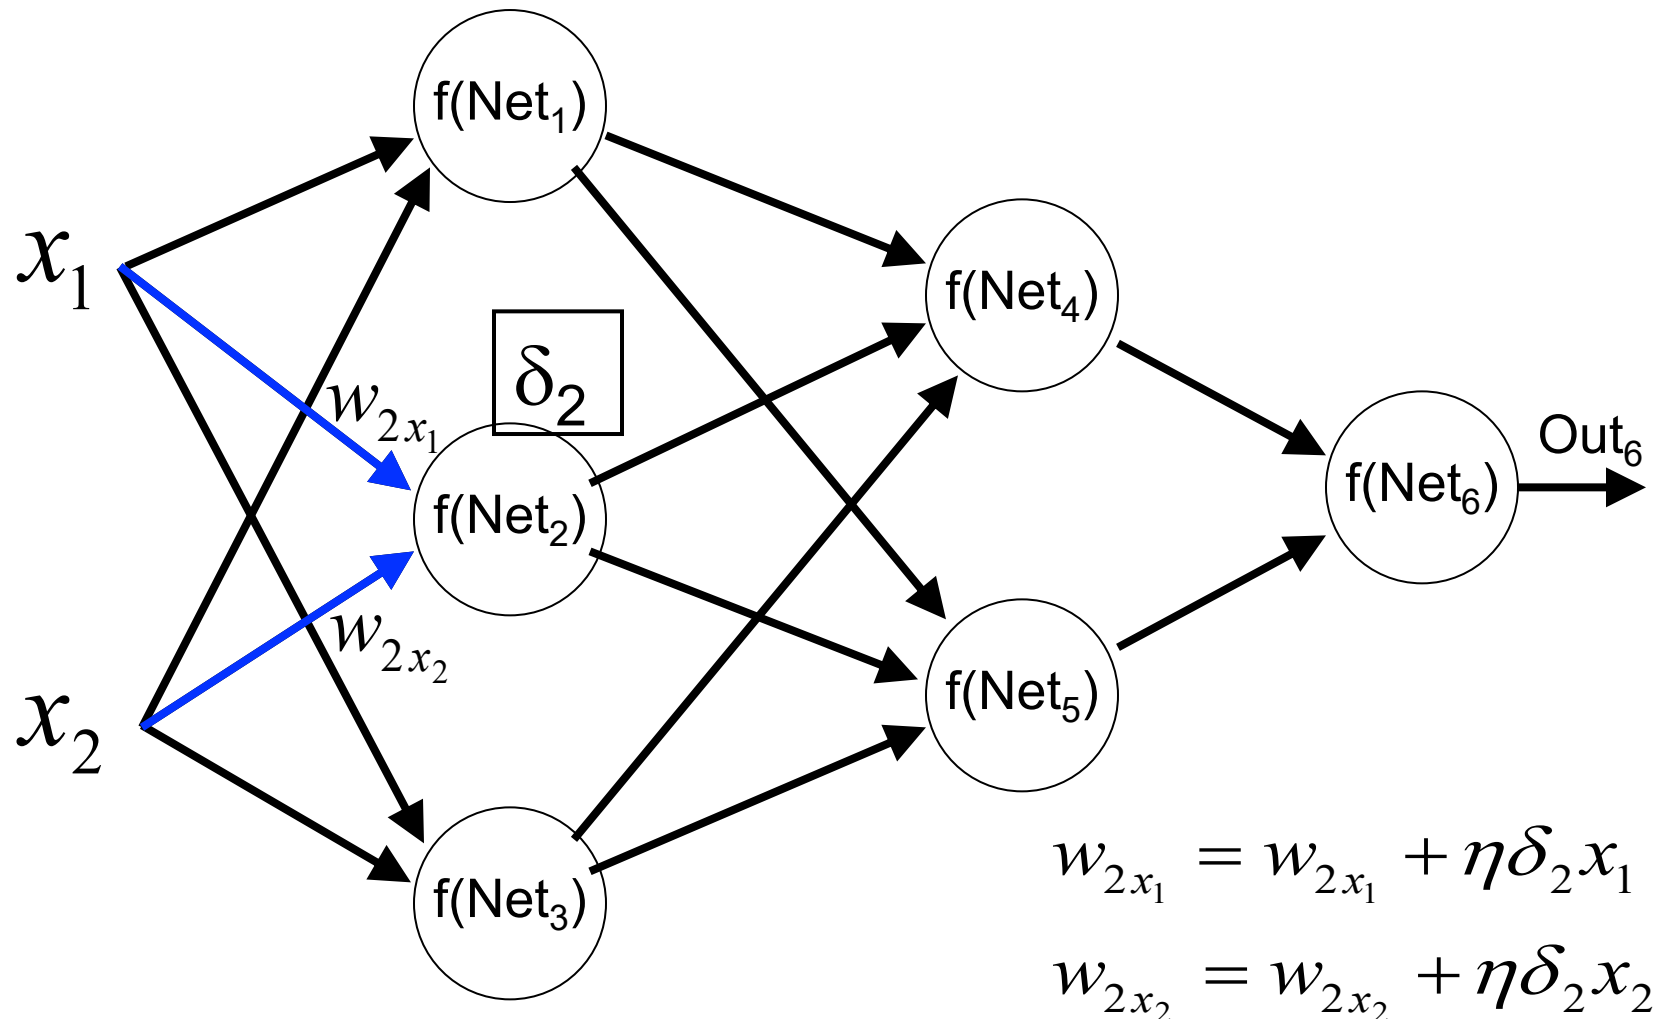 f(Net₁)
x₁
f(Net₄)
δ₂
w₂ₓ₁
Out₆
f(Net₂)
f(Net₆)
w₂ₓ₂
x₂
f(Net₅)
f(Net₃)
w₂ₓ₁ = w₂ₓ₁ + ηδ₂x₁
w₂ₓ₂ = w₂ₓ₂ + ηδ₂x₂